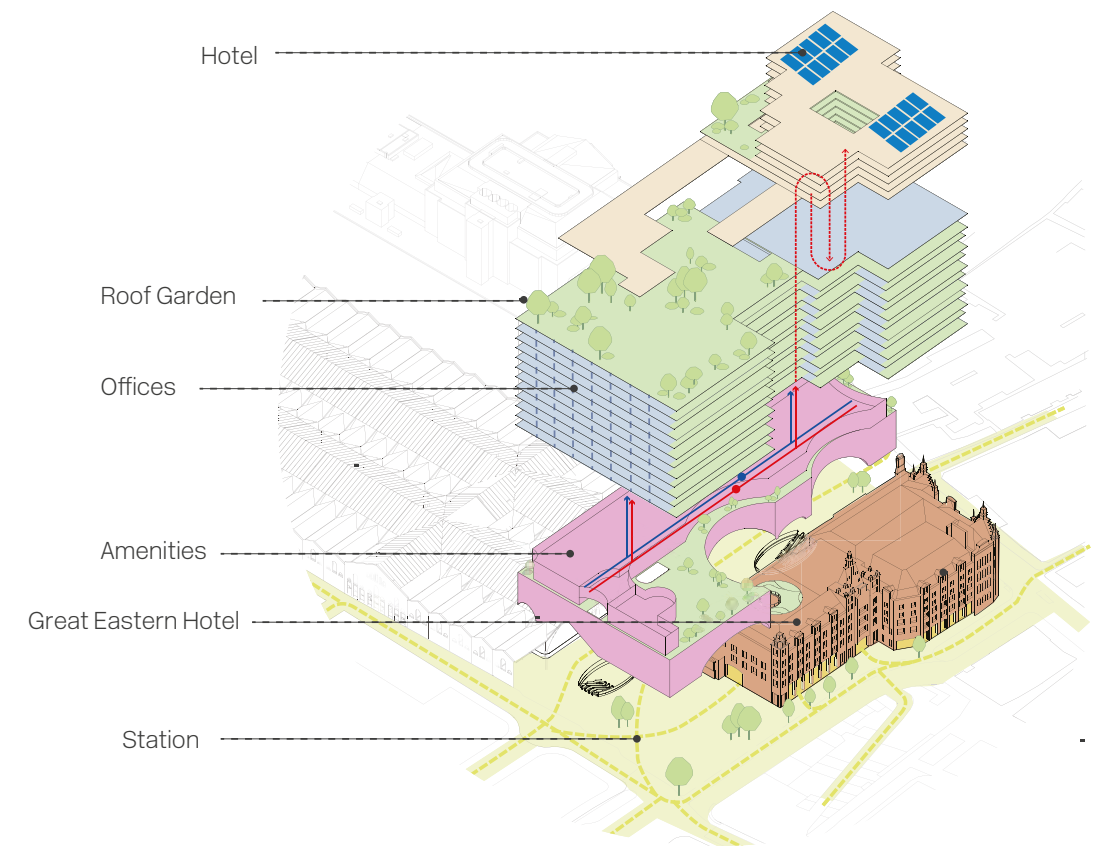 Hotel
Roof Garden
Offices
Amenities
Great Eastern Hotel
Station